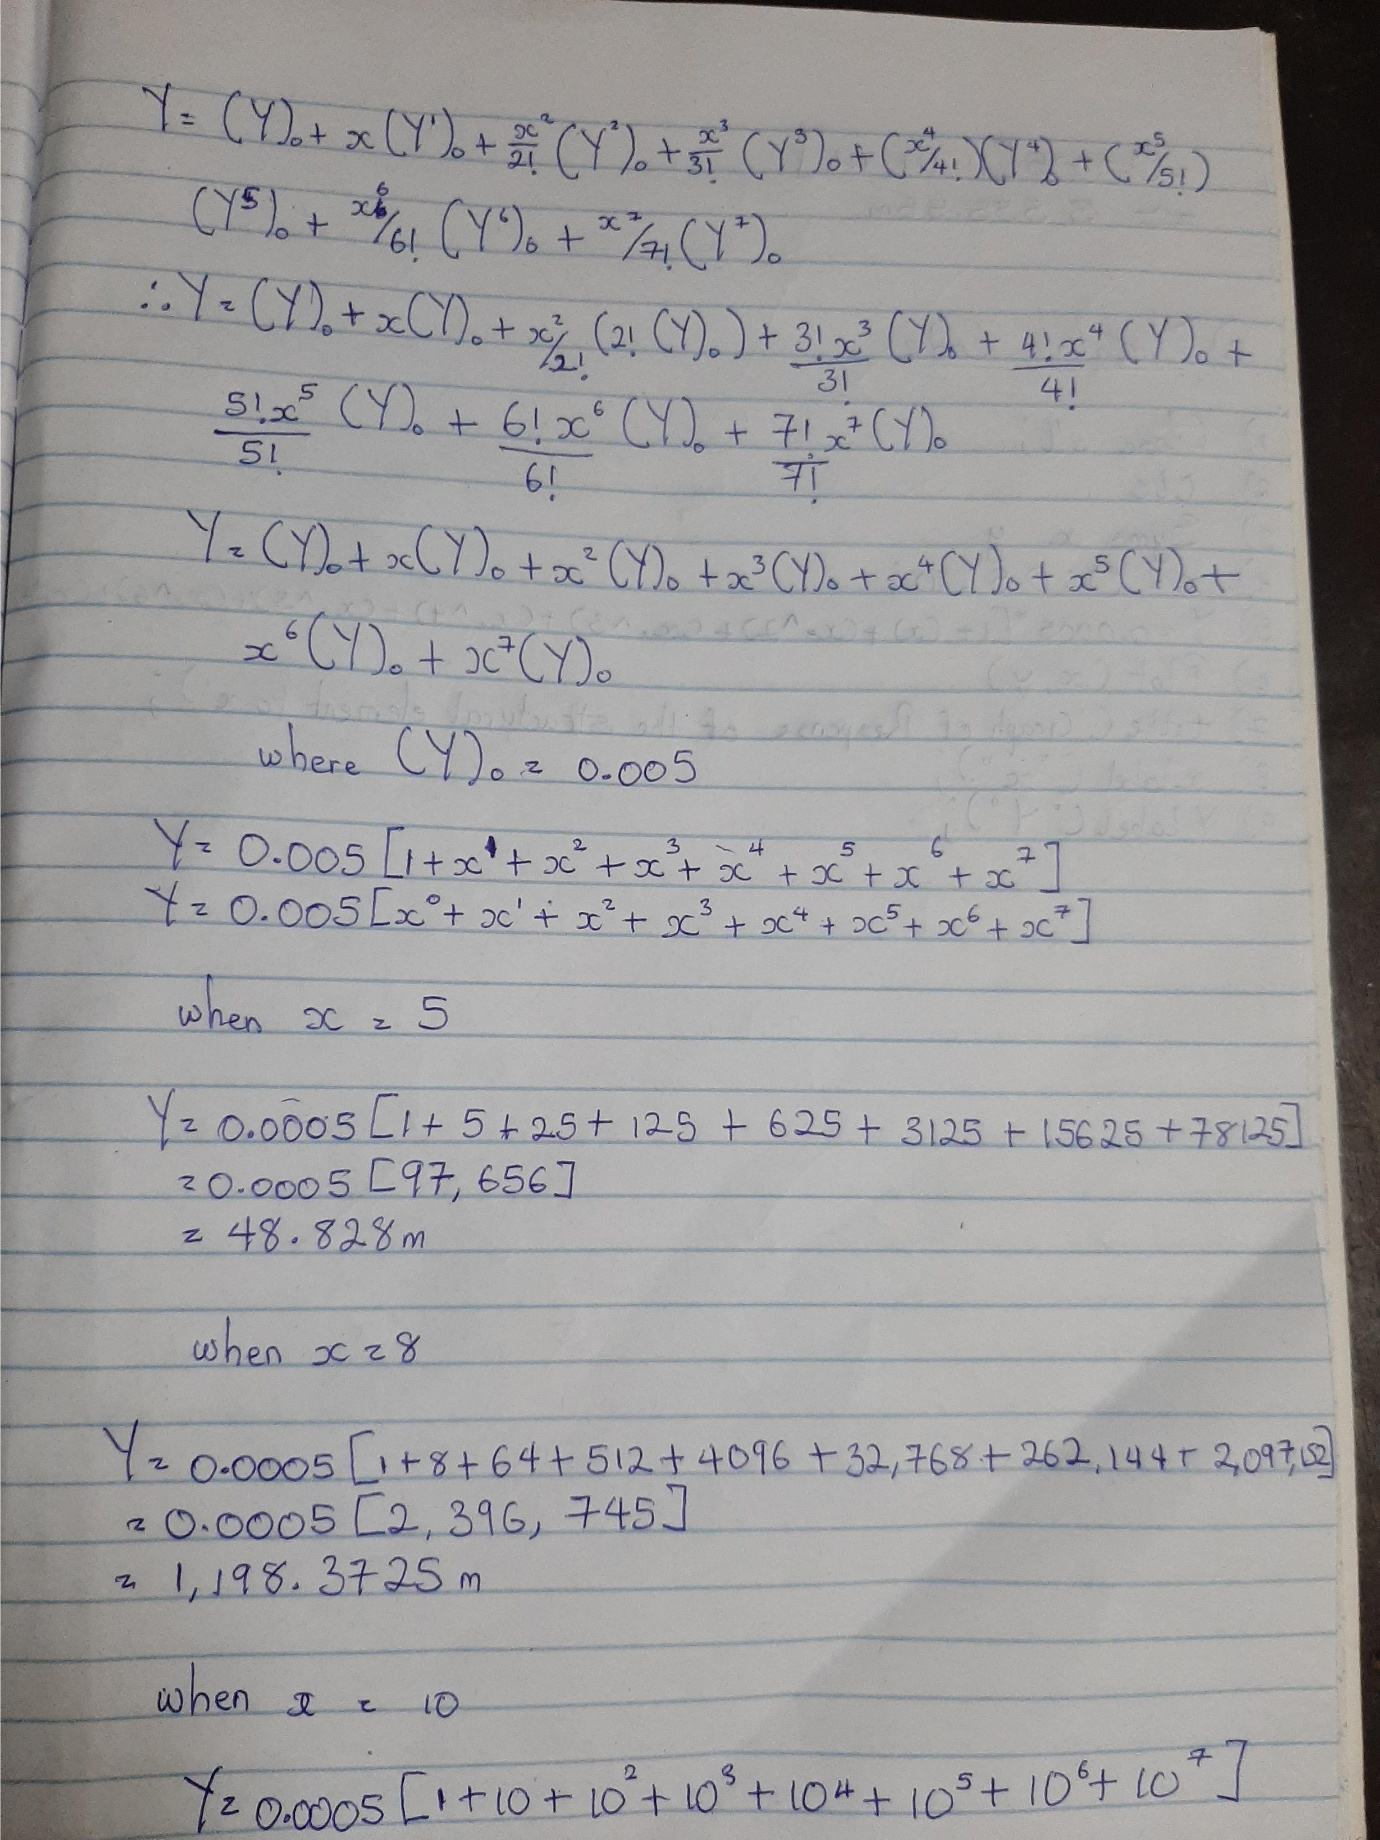 Y = (Y)₀ + x(Y¹)₀ + x²/2! (Y²)₀ + x³/3! (Y³)₀ + (x⁴/4!)(Y⁴)₀ + (x⁵/5!)
(Y⁵)₀ + x⁶/6! (Y⁶)₀ + x⁷/7! (Y⁷)₀
∴ Y = (Y)₀ + x(Y)₀ + x²/2! (2! (Y)₀) + 3!x³/3! (Y)₀ + 4!x⁴/4! (Y)₀ +
5!x⁵/5! (Y)₀ + 6!x⁶/6! (Y)₀ + 7!x⁷/7! (Y)₀
Y = (Y)₀ + x(Y)₀ + x²(Y)₀ + x³(Y)₀ + x⁴(Y)₀ + x⁵(Y)₀ +
x⁶(Y)₀ + x⁷(Y)₀
where (Y)₀ = 0.005
Y = 0.005 [1 + x¹ + x² + x³ + x⁴ + x⁵ + x⁶ + x⁷]
Y = 0.005 [x⁰ + x¹ + x² + x³ + x⁴ + x⁵ + x⁶ + x⁷]
when x = 5
Y = 0.0005 [1 + 5 + 25 + 125 + 625 + 3125 + 15625 + 78125]
= 0.0005 [97,656]
= 48.828m
when x = 8
Y = 0.0005 [1 + 8 + 64 + 512 + 4096 + 32,768 + 262,144 + 2,097,152]
= 0.0005 [2,396,745]
= 1,198.3725m
when x = 10
Y = 0.0005 [1 + 10 + 10² + 10³ + 10⁴ + 10⁵ + 10⁶ + 10⁷]